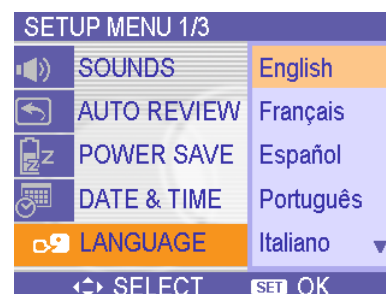 SETUP MENU 1/3
SOUNDS
AUTO REVIEW
POWER SAVE
DATE & TIME
LANGUAGE
English
Français
Español
Português
Italiano
SELECT SET OK